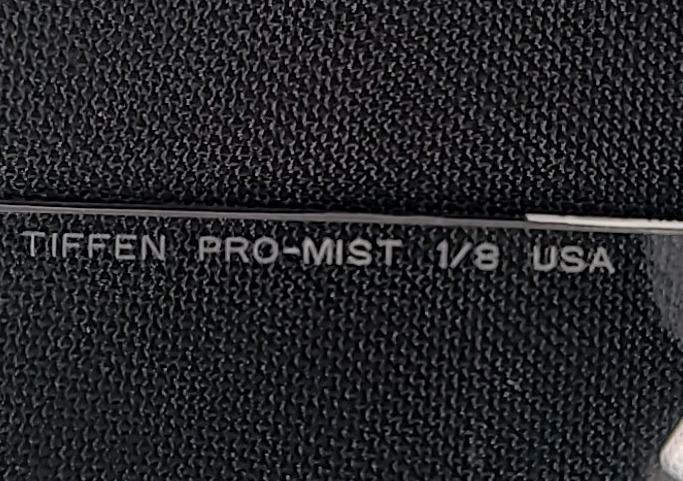 TIFFEN PRO-MIST 1/8 USA